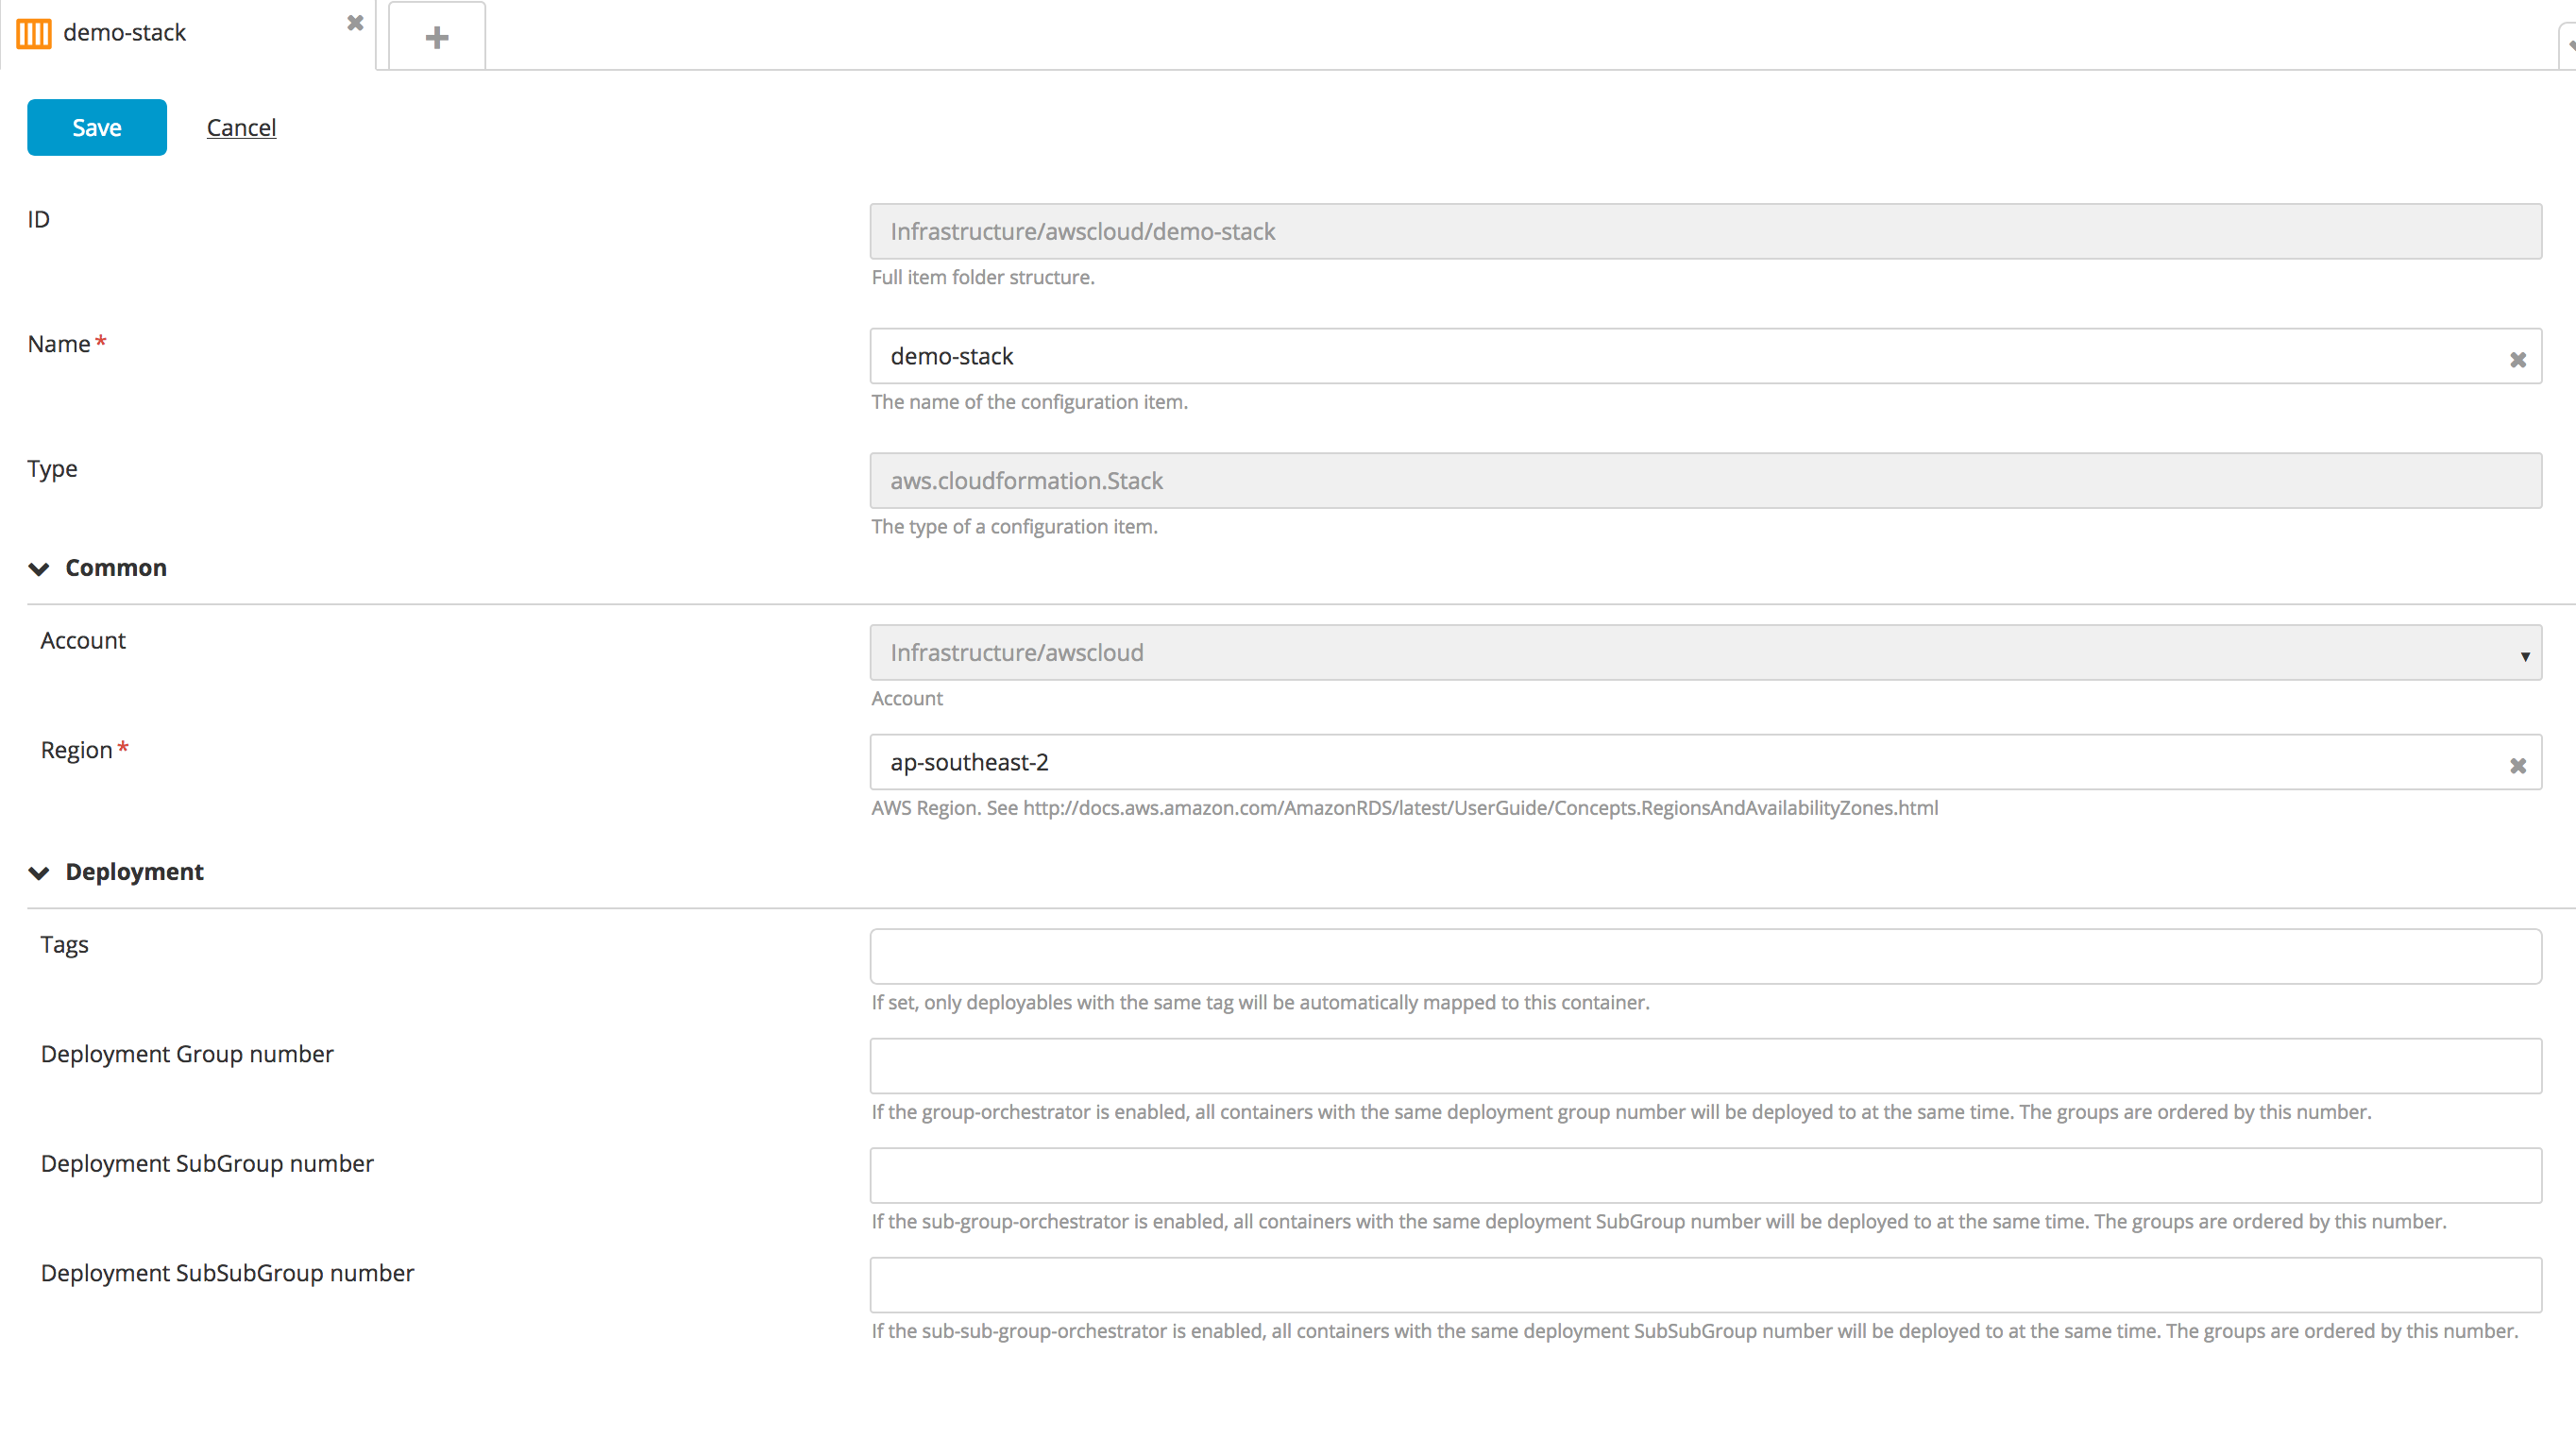 demo-stack
Save Cancel
ID
Infrastructure/awscloud/demo-stack
Full item folder structure.
Name*
demo-stack
The name of the configuration item.
Type
aws.cloudformation.Stack
The type of a configuration item.
Common
Account
Infrastructure/awscloud
Account
Region*
ap-southeast-2
AWS Region. See http://docs.aws.amazon.com/AmazonRDS/latest/UserGuide/Concepts.RegionsAndAvailabilityZones.html
Deployment
Tags
If set, only deployables with the same tag will be automatically mapped to this container.
Deployment Group number
If the group-orchestrator is enabled, all containers with the same deployment group number will be deployed to at the same time. The groups are ordered by this number.
Deployment SubGroup number
If the sub-group-orchestrator is enabled, all containers with the same deployment SubGroup number will be deployed to at the same time. The groups are ordered by this number.
Deployment SubSubGroup number
If the sub-sub-group-orchestrator is enabled, all containers with the same deployment SubSubGroup number will be deployed to at the same time. The groups are ordered by this number.